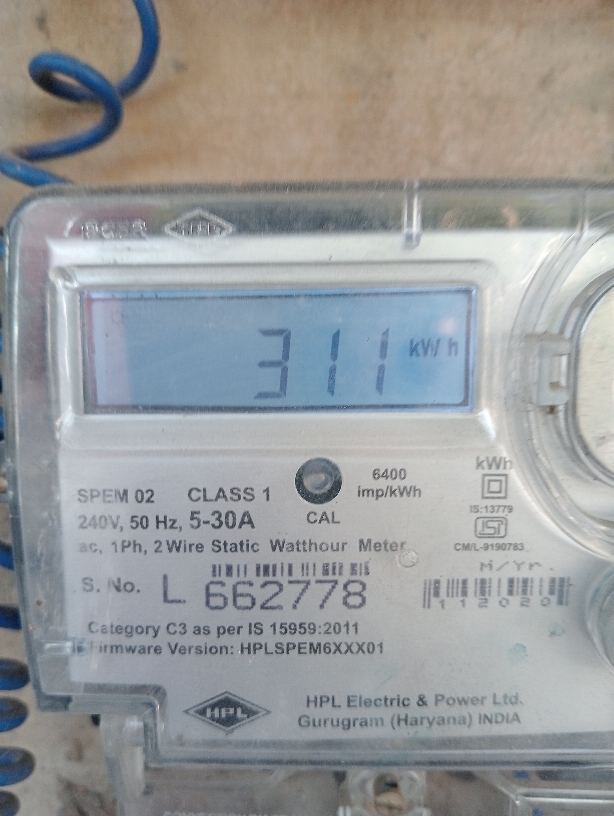 311 kW h
SPEM 02 CLASS 1
6400
imp/kWh
kWh
240V, 50 Hz, 5-30A
CAL
IS:13779
ISI
CM/L-9190783
ac, 1Ph, 2 Wire Static Watthour Meter
M/Yr.
S. No. L 662778
112020
Category C3 as per IS 15959:2011
Firmware Version: HPLSPEM6XXX01
HPL
HPL Electric & Power Ltd.
Gurugram (Haryana) INDIA